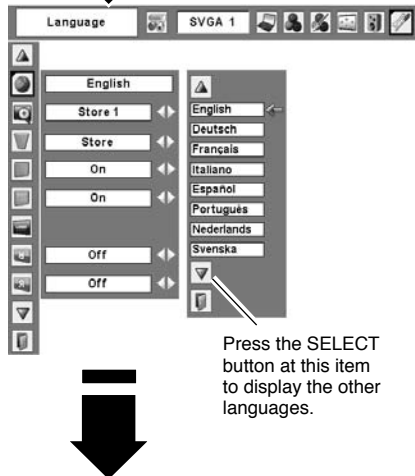 Language
SVGA 1
English
Store 1
Store
On
On
Off
Off
English
Deutsch
Français
Italiano
Español
Português
Nederlands
Svenska
Press the SELECT
button at this item
to display the other
languages.